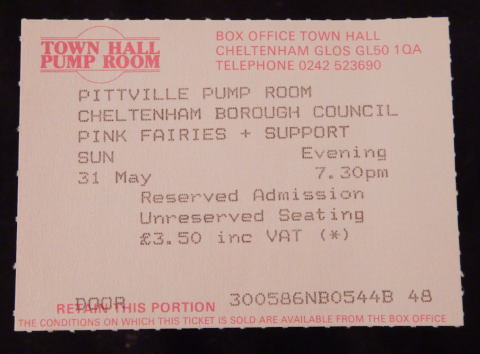 TOWN HALL
PUMP ROOM
BOX OFFICE TOWN HALL
CHELTENHAM GLOS GL50 1QA
TELEPHONE 0242 523690
PITTVILLE PUMP ROOM
CHELTENHAM BOROUGH COUNCIL
PINK FAIRIES + SUPPORT
SUN Evening
31 May 7.30pm
Reserved Admission
Unreserved Seating
£3.50 inc VAT (*)
DOOR 300586NB0544B 48
RETAIN THIS PORTION
THE CONDITIONS ON WHICH THIS TICKET IS SOLD ARE AVAILABLE FROM THE BOX OFFICE